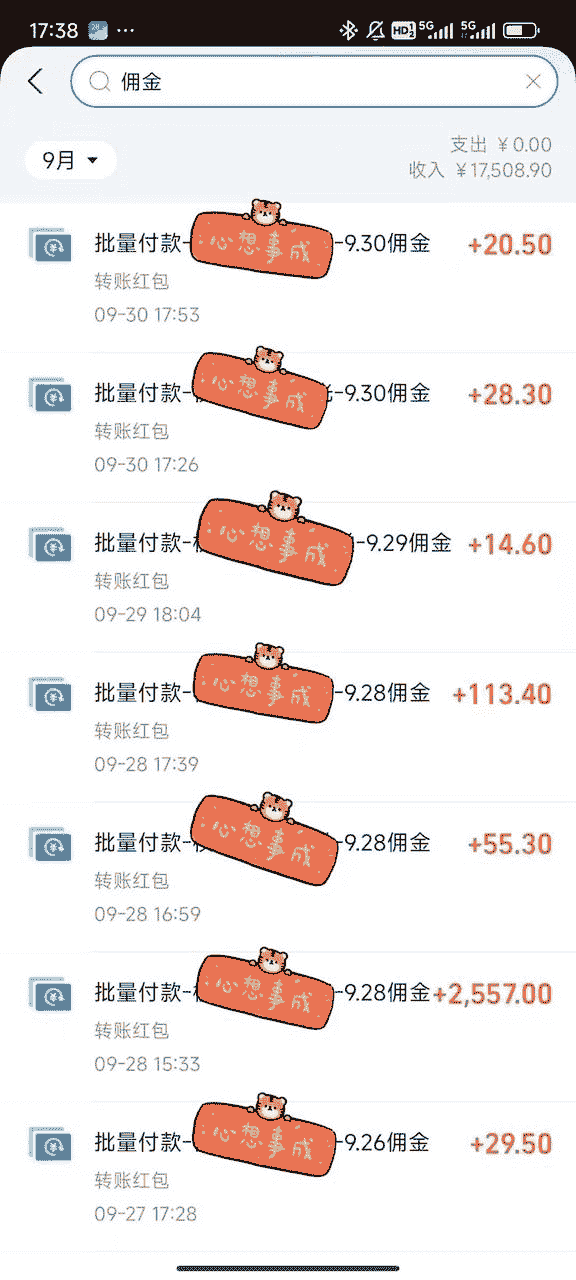 17:38 ··· HD 5G 5G
佣金
9月
支出 ¥0.00
收入 ¥17,508.90
批量付款-心想事成-9.30佣金 +20.50
转账红包
09-30 17:53
批量付款-心想事成-9.30佣金 +28.30
转账红包
09-30 17:26
批量付款-心想事成-9.29佣金 +14.60
转账红包
09-29 18:04
批量付款-心想事成-9.28佣金 +113.40
转账红包
09-28 17:39
批量付款-心想事成-9.28佣金 +55.30
转账红包
09-28 16:59
批量付款-心想事成-9.28佣金 +2,557.00
转账红包
09-28 15:33
批量付款-心想事成-9.26佣金 +29.50
转账红包
09-27 17:28